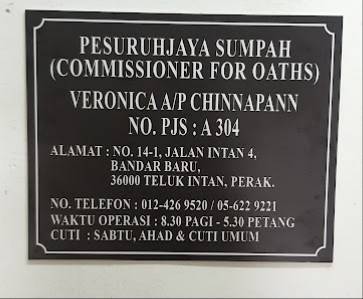 PESURUHJAYA SUMPAH
(COMMISSIONER FOR OATHS)
VERONICA A/P CHINNAPANN
NO. PJS : A 304
ALAMAT : NO. 14-1, JALAN INTAN 4,
BANDAR BARU,
36000 TELUK INTAN, PERAK.
NO. TELEFON : 012-426 9520 / 05-622 9221
WAKTU OPERASI : 8.30 PAGI - 5.30 PETANG
CUTI : SABTU, AHAD & CUTI UMUM